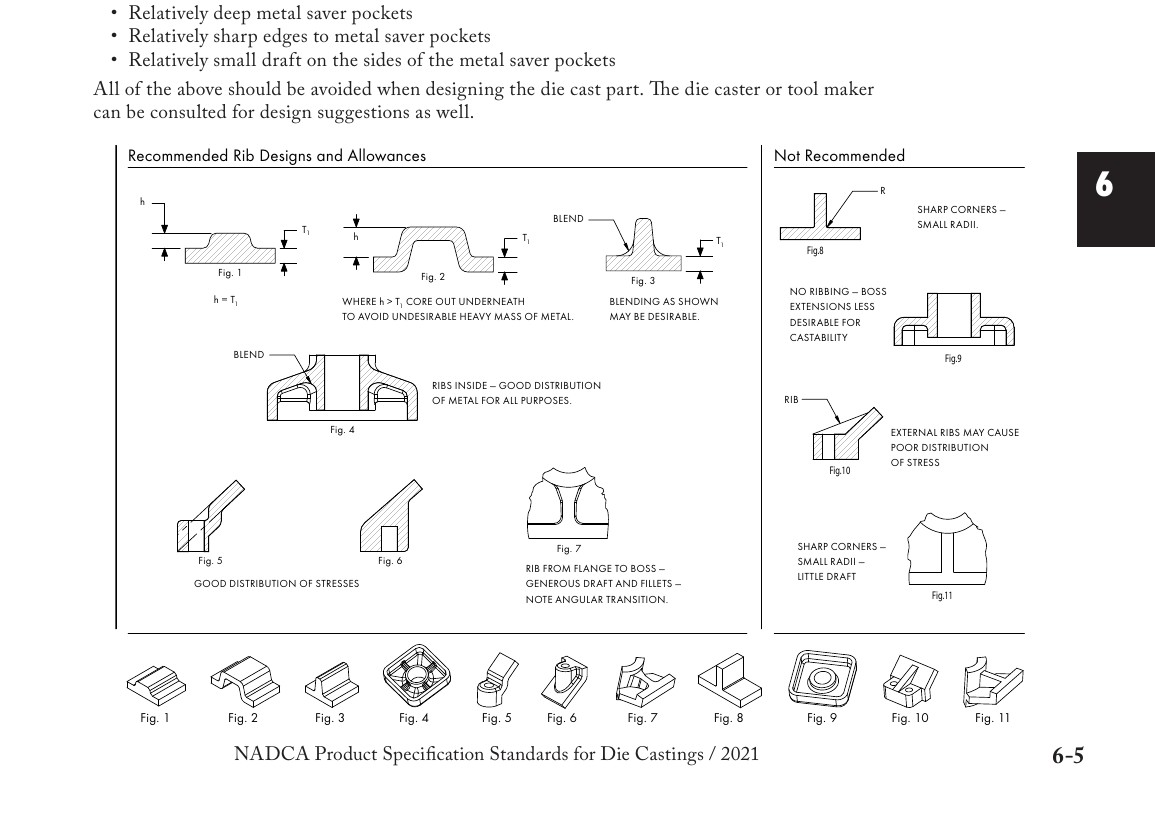 • Relatively deep metal saver pockets
• Relatively sharp edges to metal saver pockets
• Relatively small draft on the sides of the metal saver pockets
All of the above should be avoided when designing the die cast part. The die caster or tool maker
can be consulted for design suggestions as well.
Recommended Rib Designs and Allowances
h
T1
Fig. 1
h = T1
h
T1
Fig. 2
WHERE h > T1 CORE OUT UNDERNEATH
TO AVOID UNDESIRABLE HEAVY MASS OF METAL.
BLEND
T1
Fig. 3
BLENDING AS SHOWN
MAY BE DESIRABLE.
BLEND
RIBS INSIDE – GOOD DISTRIBUTION
OF METAL FOR ALL PURPOSES.
Fig. 4
Fig. 5
Fig. 6
GOOD DISTRIBUTION OF STRESSES
Fig. 7
RIB FROM FLANGE TO BOSS –
GENEROUS DRAFT AND FILLETS –
NOTE ANGULAR TRANSITION.
Not Recommended
R
SHARP CORNERS –
SMALL RADII.
Fig.8
NO RIBBING – BOSS
EXTENSIONS LESS
DESIRABLE FOR
CASTABILITY
Fig.9
RIB
EXTERNAL RIBS MAY CAUSE
POOR DISTRIBUTION
OF STRESS
Fig.10
SHARP CORNERS –
SMALL RADII –
LITTLE DRAFT
Fig.11
6
Fig. 1
Fig. 2
Fig. 3
Fig. 4
Fig. 5
Fig. 6
Fig. 7
Fig. 8
Fig. 9
Fig. 10
Fig. 11
NADCA Product Specification Standards for Die Castings / 2021
6-5